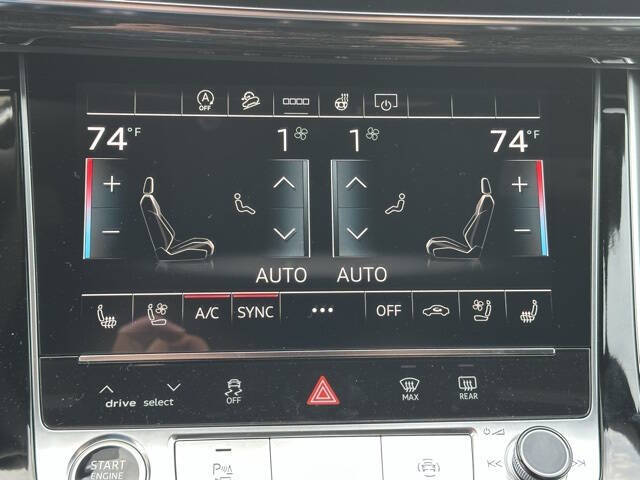 A OFF
74°F 1 1 74°F
+ +
− −
AUTO AUTO
A/C SYNC ... OFF
drive select OFF MAX REAR
START
ENGINE P